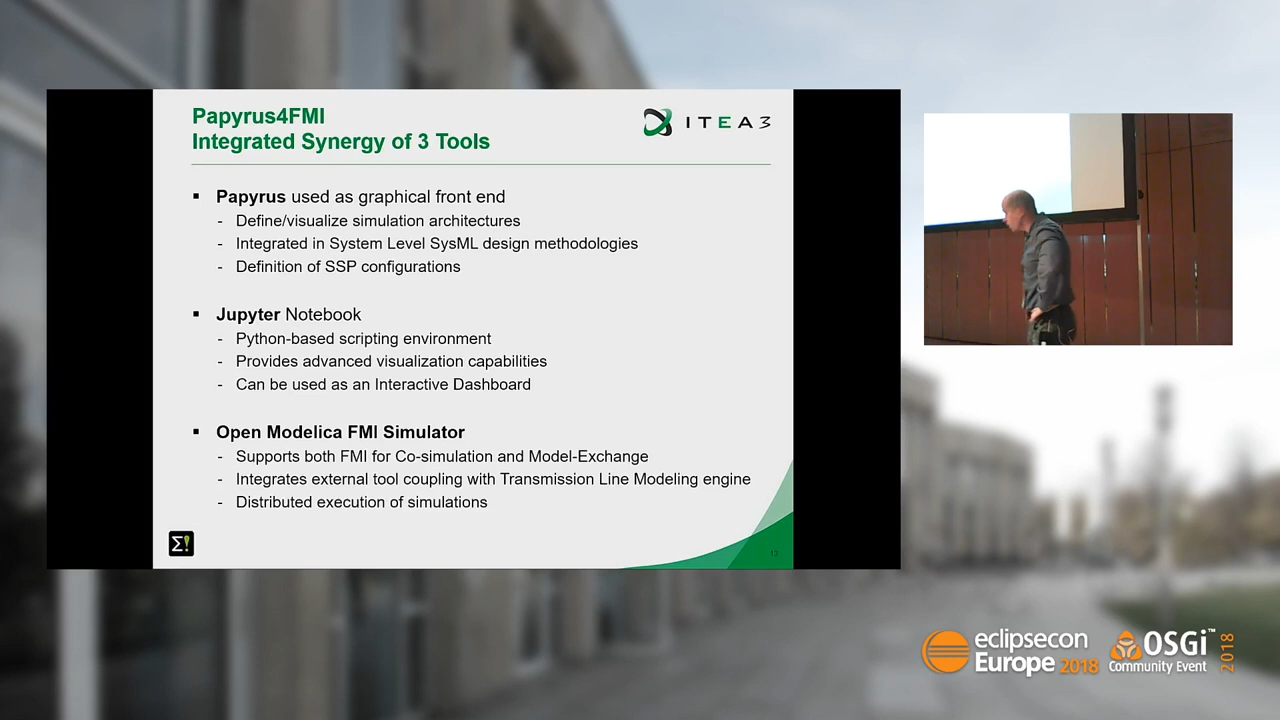 Papyrus4FMI
Integrated Synergy of 3 Tools
ITEA3
▪ Papyrus used as graphical front end
- Define/visualize simulation architectures
- Integrated in System Level SysML design methodologies
- Definition of SSP configurations
▪ Jupyter Notebook
- Python-based scripting environment
- Provides advanced visualization capabilities
- Can be used as an Interactive Dashboard
▪ Open Modelica FMI Simulator
- Supports both FMI for Co-simulation and Model-Exchange
- Integrates external tool coupling with Transmission Line Modeling engine
- Distributed execution of simulations
Σ!
13
eclipsecon
Europe 2018
OSGi™
Community Event
2018